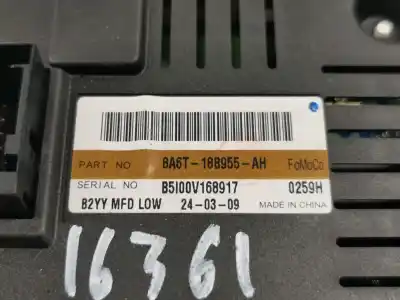 PART NO 8A6T-18B955-AH FoMoCo
SERIAL NO B5I00V168917 0259H
B2YY MFD LOW 24-03-09 MADE IN CHINA
16361